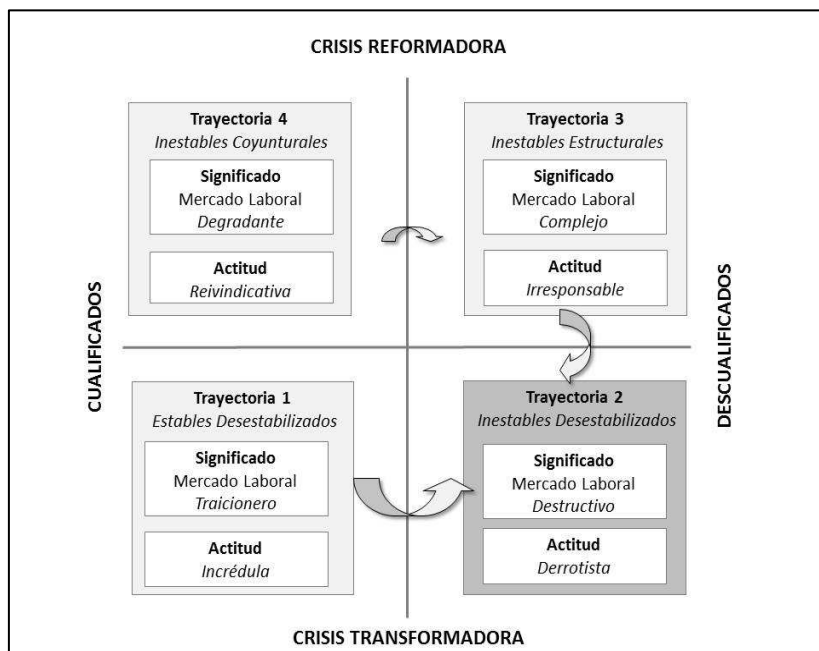 CRISIS REFORMADORA
Trayectoria 4
Inestables Coyunturales
Significado
Mercado Laboral
Degradante
Actitud
Reivindicativa
Trayectoria 3
Inestables Estructurales
Significado
Mercado Laboral
Complejo
Actitud
Irresponsable
CUALIFICADOS
DESCUALIFICADOS
Trayectoria 1
Estables Desestabilizados
Significado
Mercado Laboral
Traicionero
Actitud
Incrédula
Trayectoria 2
Inestables Desestabilizados
Significado
Mercado Laboral
Destructivo
Actitud
Derrotista
CRISIS TRANSFORMADORA